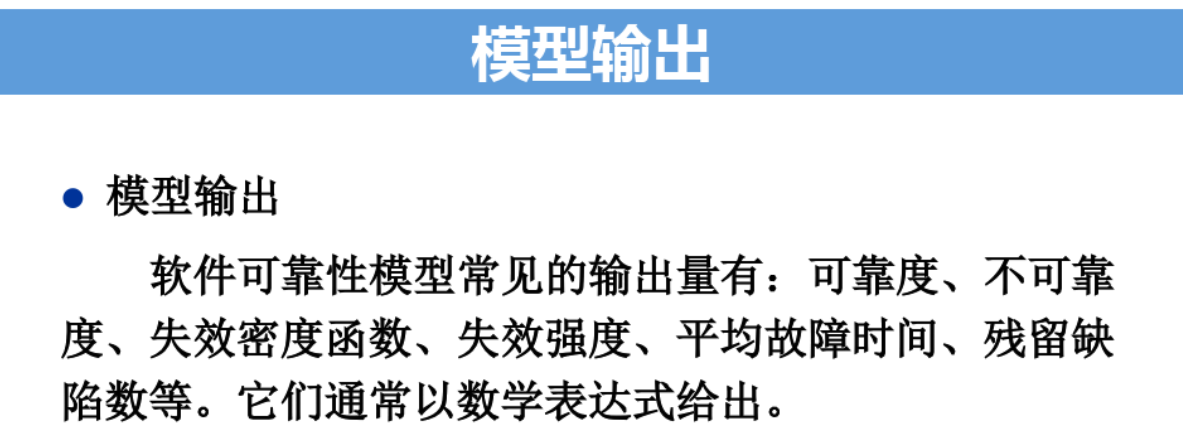 模型输出
模型输出
软件可靠性模型常见的输出量有：可靠度、不可靠
度、失效密度函数、失效强度、平均故障时间、残留缺
陷数等。它们通常以数学表达式给出。